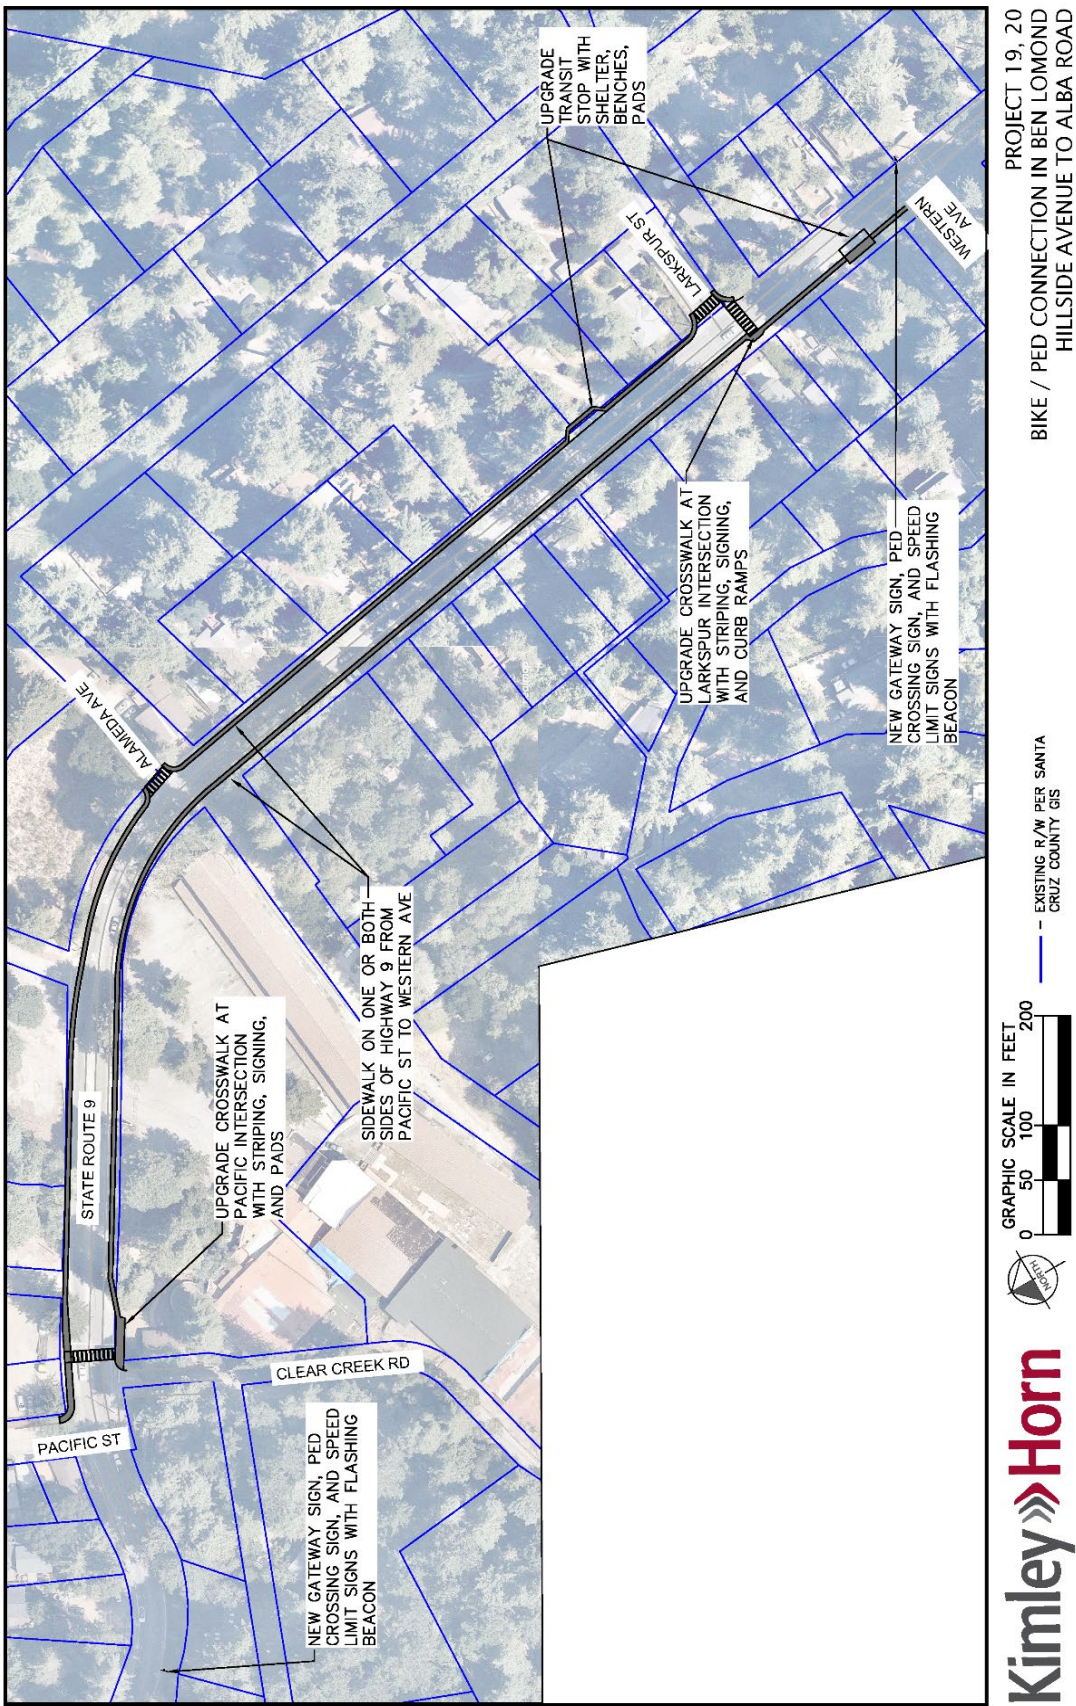 PROJECT 19, 20
BIKE / PED CONNECTION IN BEN LOMOND
HILLSIDE AVENUE TO ALBA ROAD
UPGRADE
TRANSIT
STOP WITH
SHELTER,
BENCHES,
PADS
LARKSPUR ST
WESTERN
AVE
ALAMEDA AVE
UPGRADE CROSSWALK AT
LARKSPUR INTERSECTION
WITH STRIPING, SIGNING,
AND CURB RAMPS
NEW GATEWAY SIGN, PED
CROSSING SIGN, AND SPEED
LIMIT SIGNS WITH FLASHING
BEACON
SIDEWALK ON ONE OR BOTH
SIDES OF HIGHWAY 9 FROM
PACIFIC ST TO WESTERN AVE
STATE ROUTE 9
UPGRADE CROSSWALK AT
PACIFIC INTERSECTION
WITH STRIPING, SIGNING,
AND PADS
CLEAR CREEK RD
PACIFIC ST
NEW GATEWAY SIGN, PED
CROSSING SIGN, AND SPEED
LIMIT SIGNS WITH FLASHING
BEACON
Kimley»Horn
NORTH
GRAPHIC SCALE IN FEET
0 50 100 200
- EXISTING R/W PER SANTA
CRUZ COUNTY GIS